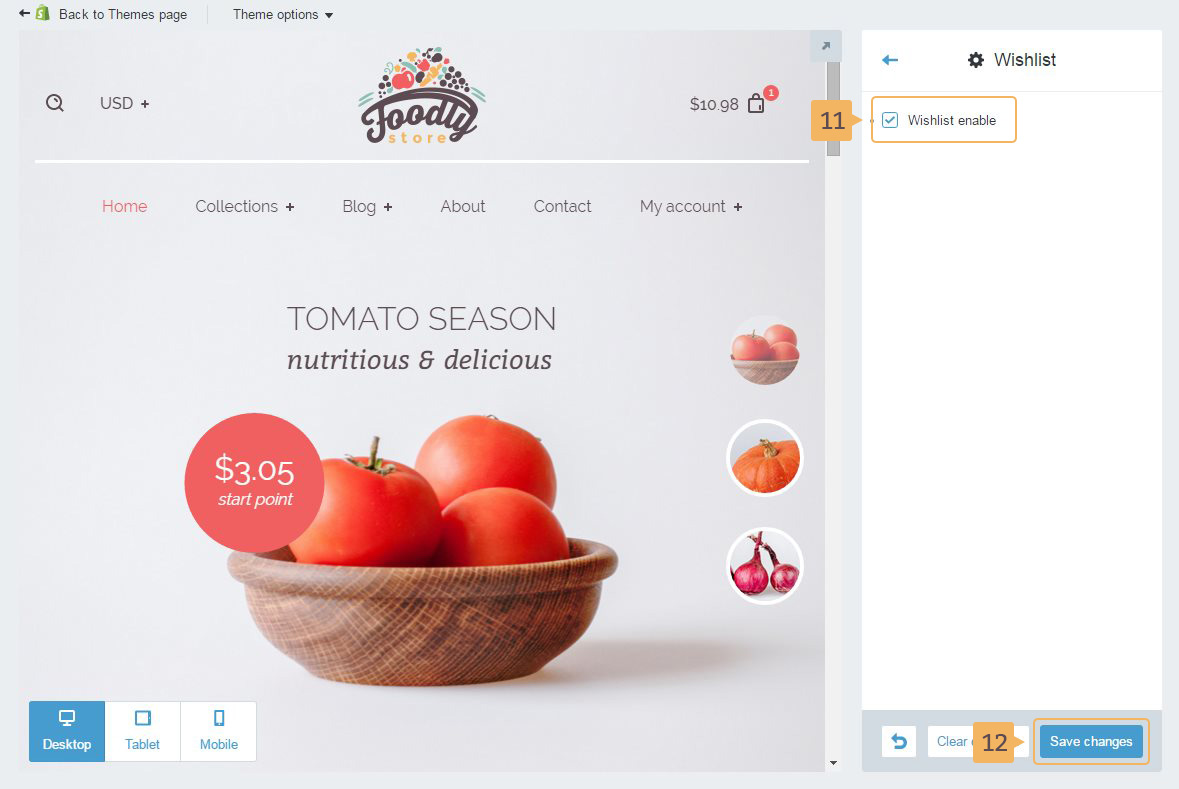 Back to Themes page
Theme options
USD +
Foodly
store
$10.98
1
Home
Collections +
Blog +
About
Contact
My account +
TOMATO SEASON
nutritious & delicious
$3.05
start point
Desktop
Tablet
Mobile
Wishlist
11
Wishlist enable
Clear
12
Save changes